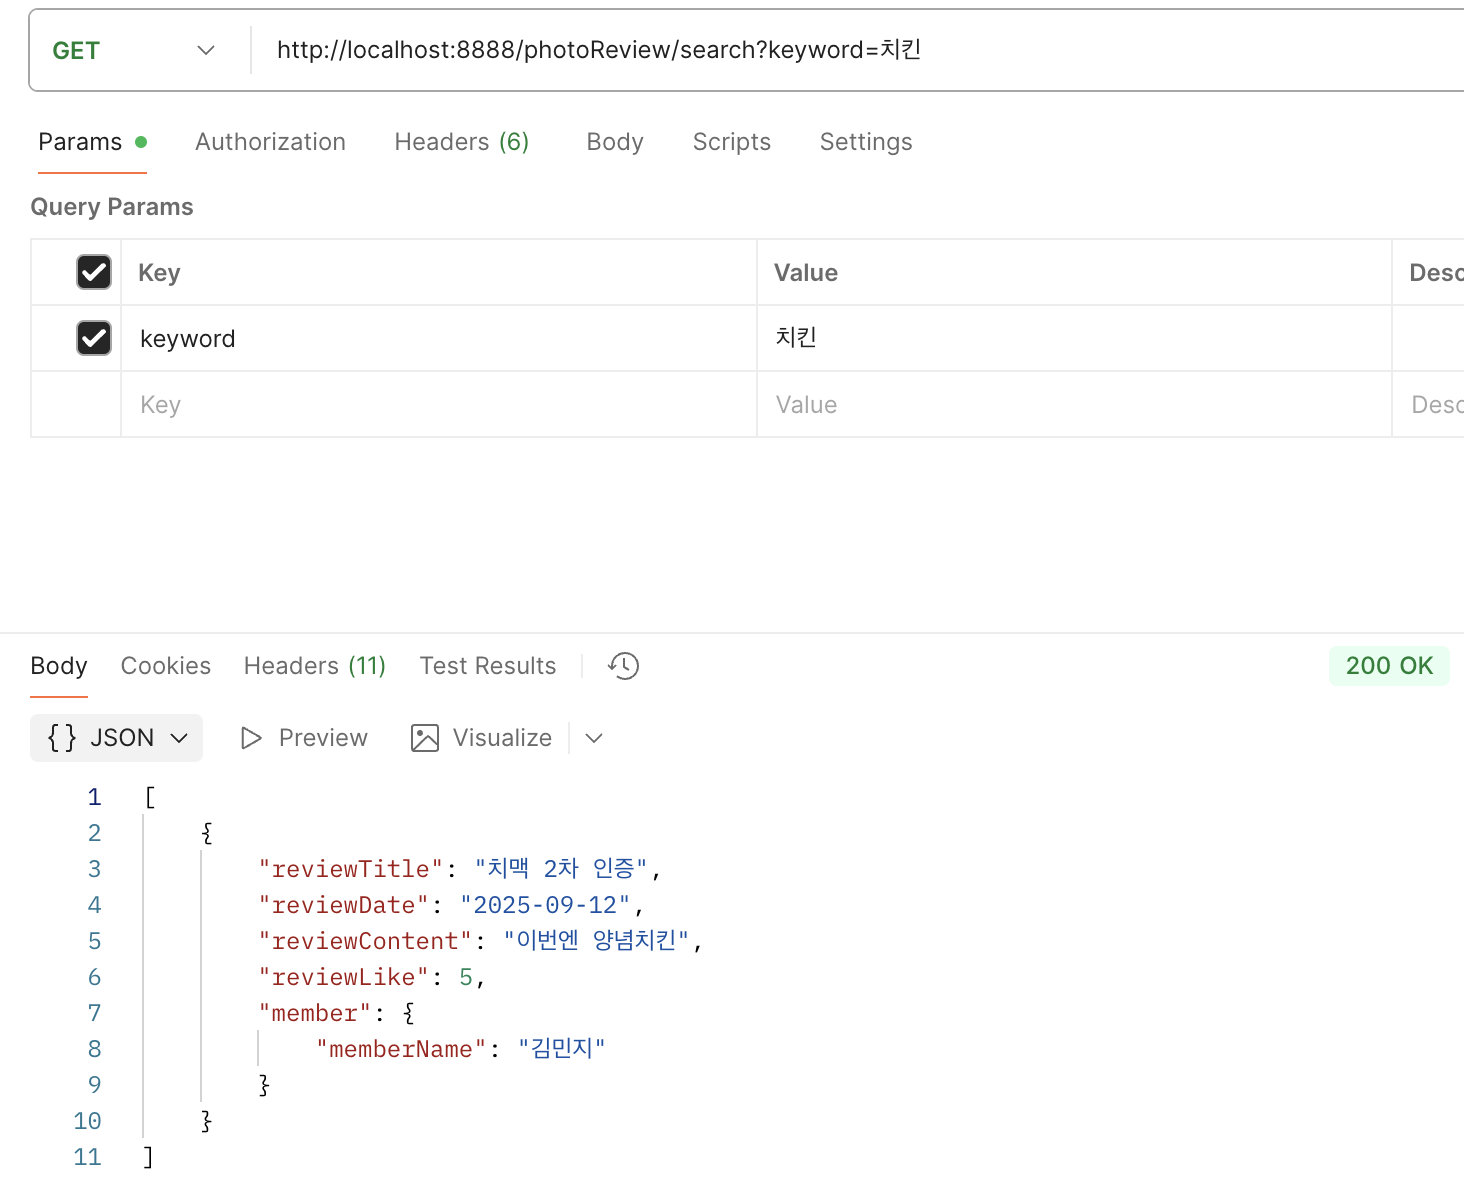 GET http://localhost:8888/photoReview/search?keyword=치킨
Params Authorization Headers (6) Body Scripts Settings
Query Params
Key Value Desc
keyword 치킨
Key Value Desc
Body Cookies Headers (11) Test Results 200 OK
{} JSON Preview Visualize
1 [
2 {
3 "reviewTitle": "치맥 2차 인증",
4 "reviewDate": "2025-09-12",
5 "reviewContent": "이번엔 양념치킨",
6 "reviewLike": 5,
7 "member": {
8 "memberName": "김민지"
9 }
10 }
11 ]